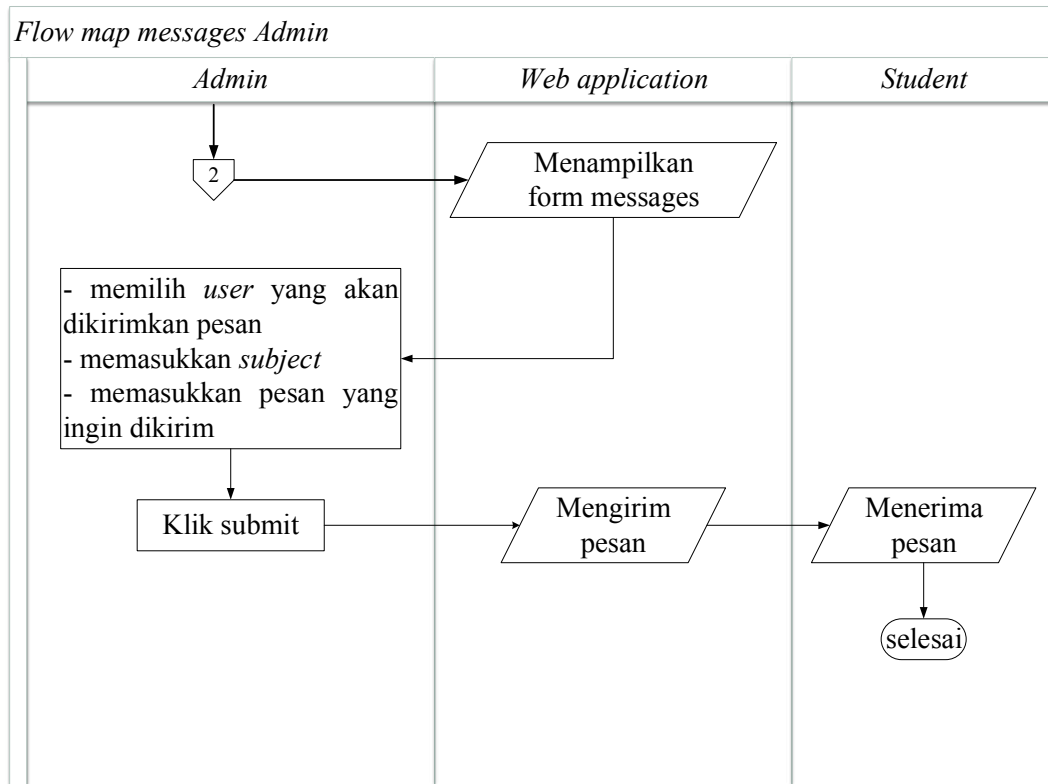 Flow map messages Admin
Admin
Web application
Student
2
Menampilkan
form messages
- memilih user yang akan
dikirimkan pesan
- memasukkan subject
- memasukkan pesan yang
ingin dikirim
Klik submit
Mengirim
pesan
Menerima
pesan
selesai